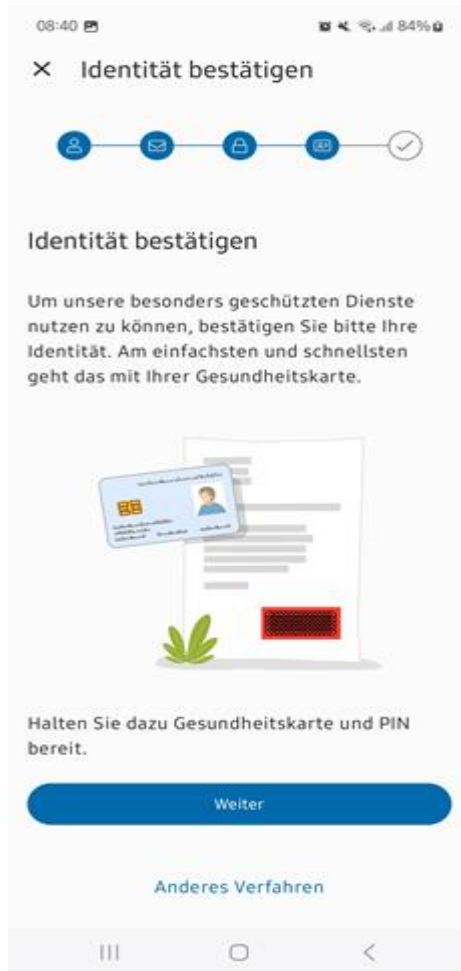 08:40
84%
Identität bestätigen
Identität bestätigen
Um unsere besonders geschützten Dienste
nutzen zu können, bestätigen Sie bitte Ihre
Identität. Am einfachsten und schnellsten
geht das mit Ihrer Gesundheitskarte.
Halten Sie dazu Gesundheitskarte und PIN
bereit.
Weiter
Anderes Verfahren